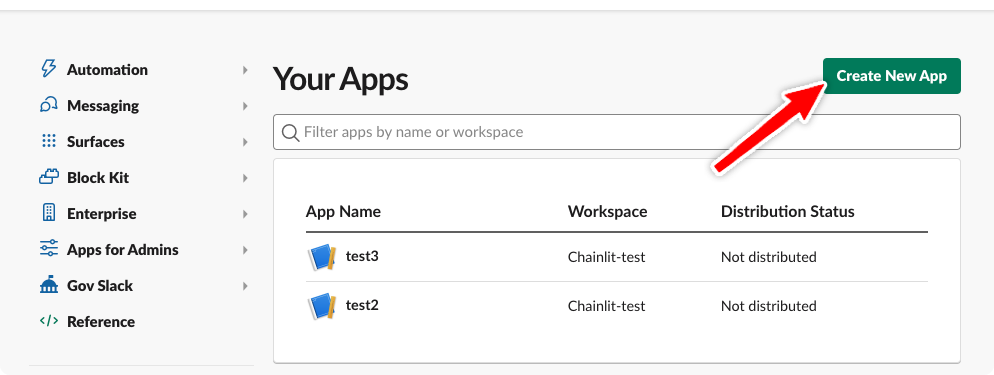 Automation
Messaging
Surfaces
Block Kit
Enterprise
Apps for Admins
Gov Slack
Reference
Your Apps
Create New App
Filter apps by name or workspace
App Name Workspace Distribution Status
test3 Chainlit-test Not distributed
test2 Chainlit-test Not distributed